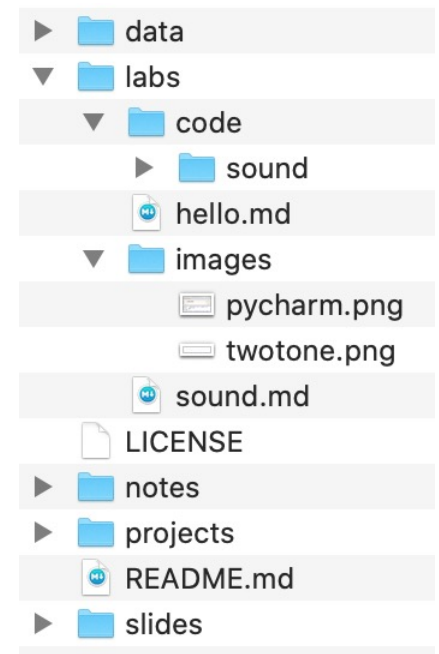 data
labs
code
sound
hello.md
images
pycharm.png
twotone.png
sound.md
LICENSE
notes
projects
README.md
slides